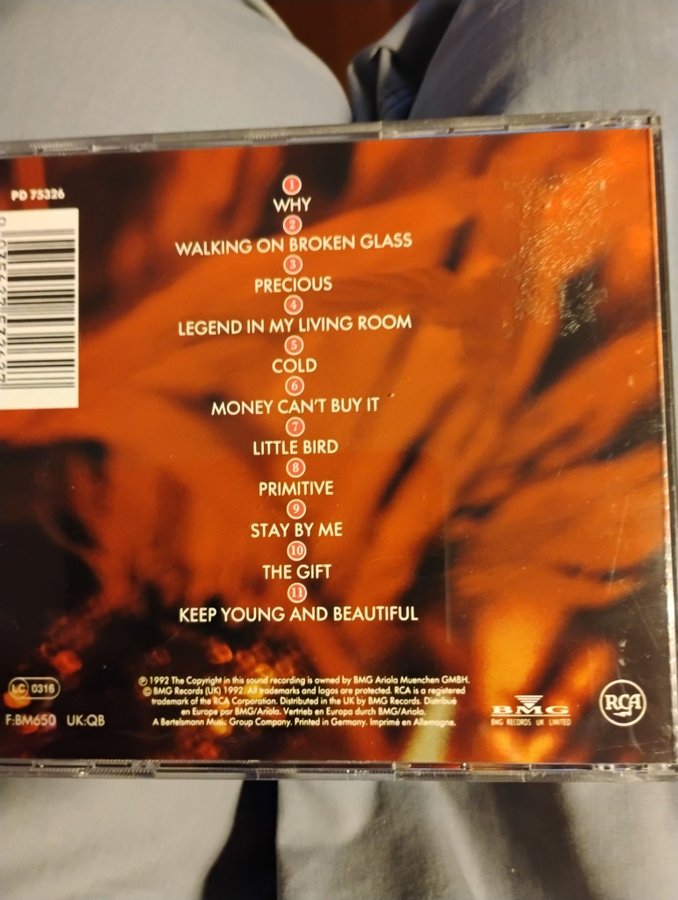 PD 75326
1
WHY
2
WALKING ON BROKEN GLASS
3
PRECIOUS
4
LEGEND IN MY LIVING ROOM
5
COLD
6
MONEY CAN'T BUY IT
7
LITTLE BIRD
8
PRIMITIVE
9
STAY BY ME
10
THE GIFT
11
KEEP YOUNG AND BEAUTIFUL
LC 0316
F:BM650 UK:QB
℗ 1992 The Copyright in this sound recording is owned by BMG Ariola Muenchen GMBH.
© BMG Records (UK) 1992. All trademarks and logos are protected. RCA is a registered
trademark of the RCA Corporation. Distributed in the UK by BMG Records. Distribué
en Europe par BMG/Ariola. Vertrieb en Europa durch BMG/Ariola.
A Bertelsmann Music Group Company. Printed in Germany. Imprimé en Allemagne.
BMG
BMG RECORDS UK LIMITED
RCA